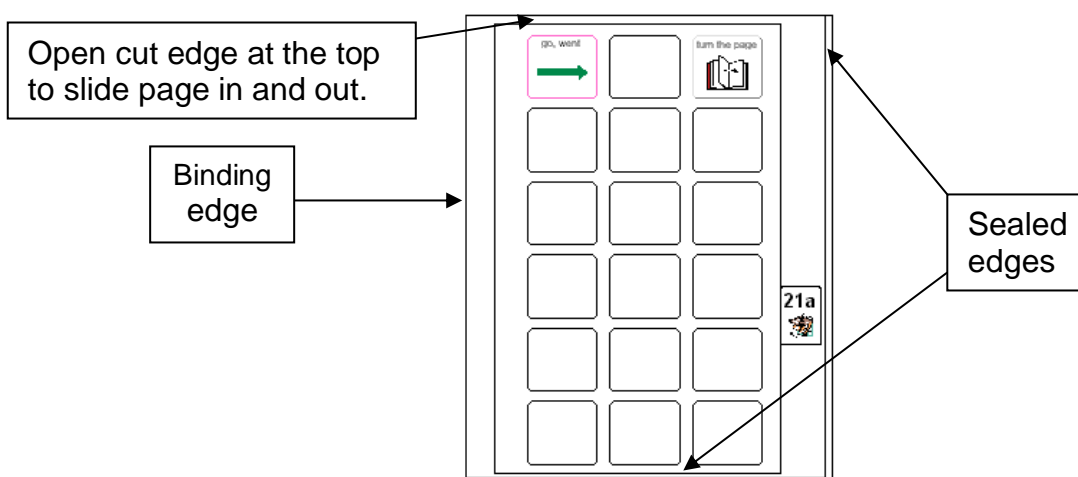 Open cut edge at the top
to slide page in and out.
go, went
turn the page
Binding
edge
Sealed
edges
21a